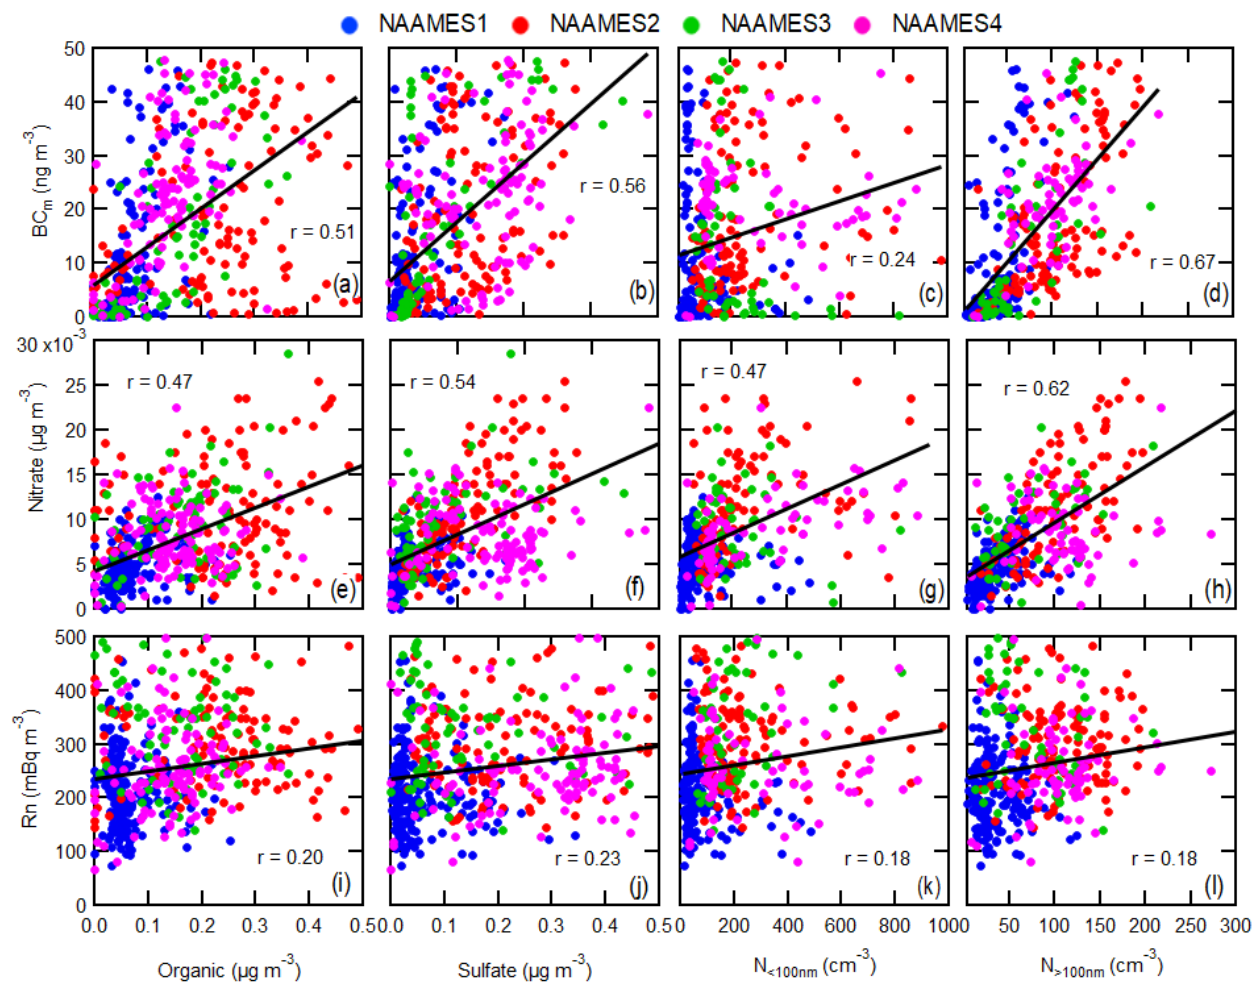 NAAMES1 NAAMES2 NAAMES3 NAAMES4
BCm (ng m-3)
50
40
30
20
10
0
r = 0.51
(a)
r = 0.56
(b)
r = 0.24
(c)
r = 0.67
(d)
Nitrate (µg m-3)
30 x10-3
25
20
15
10
5
0
r = 0.47
(e)
r = 0.54
(f)
r = 0.47
(g)
r = 0.62
(h)
Rn (mBq m-3)
500
400
300
200
100
0
r = 0.20
(i)
r = 0.23
(j)
r = 0.18
(k)
r = 0.18
(l)
0.0 0.1 0.2 0.3 0.4 0.5
0.0 0.1 0.2 0.3 0.4 0.5
0 200 400 600 800 1000
0 50 100 150 200 250 300
Organic (µg m-3)
Sulfate (µg m-3)
N<100nm (cm-3)
N>100nm (cm-3)